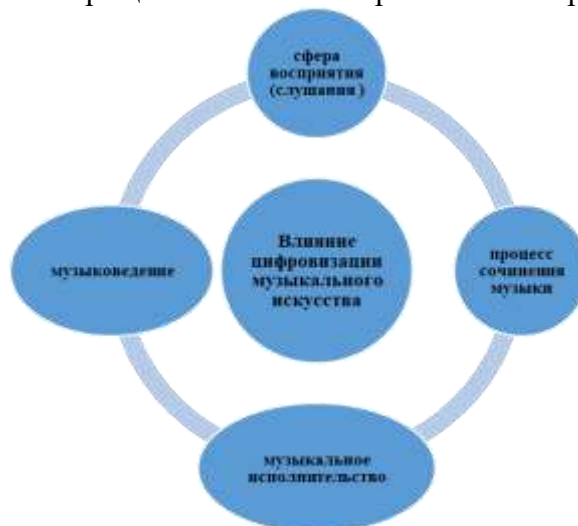 сфера
восприятия
(слушания )
Влияние
цифровизации
музыкального
искусства
процесс
сочинения
музыки
музыкальное
исполнительство
музыковедение